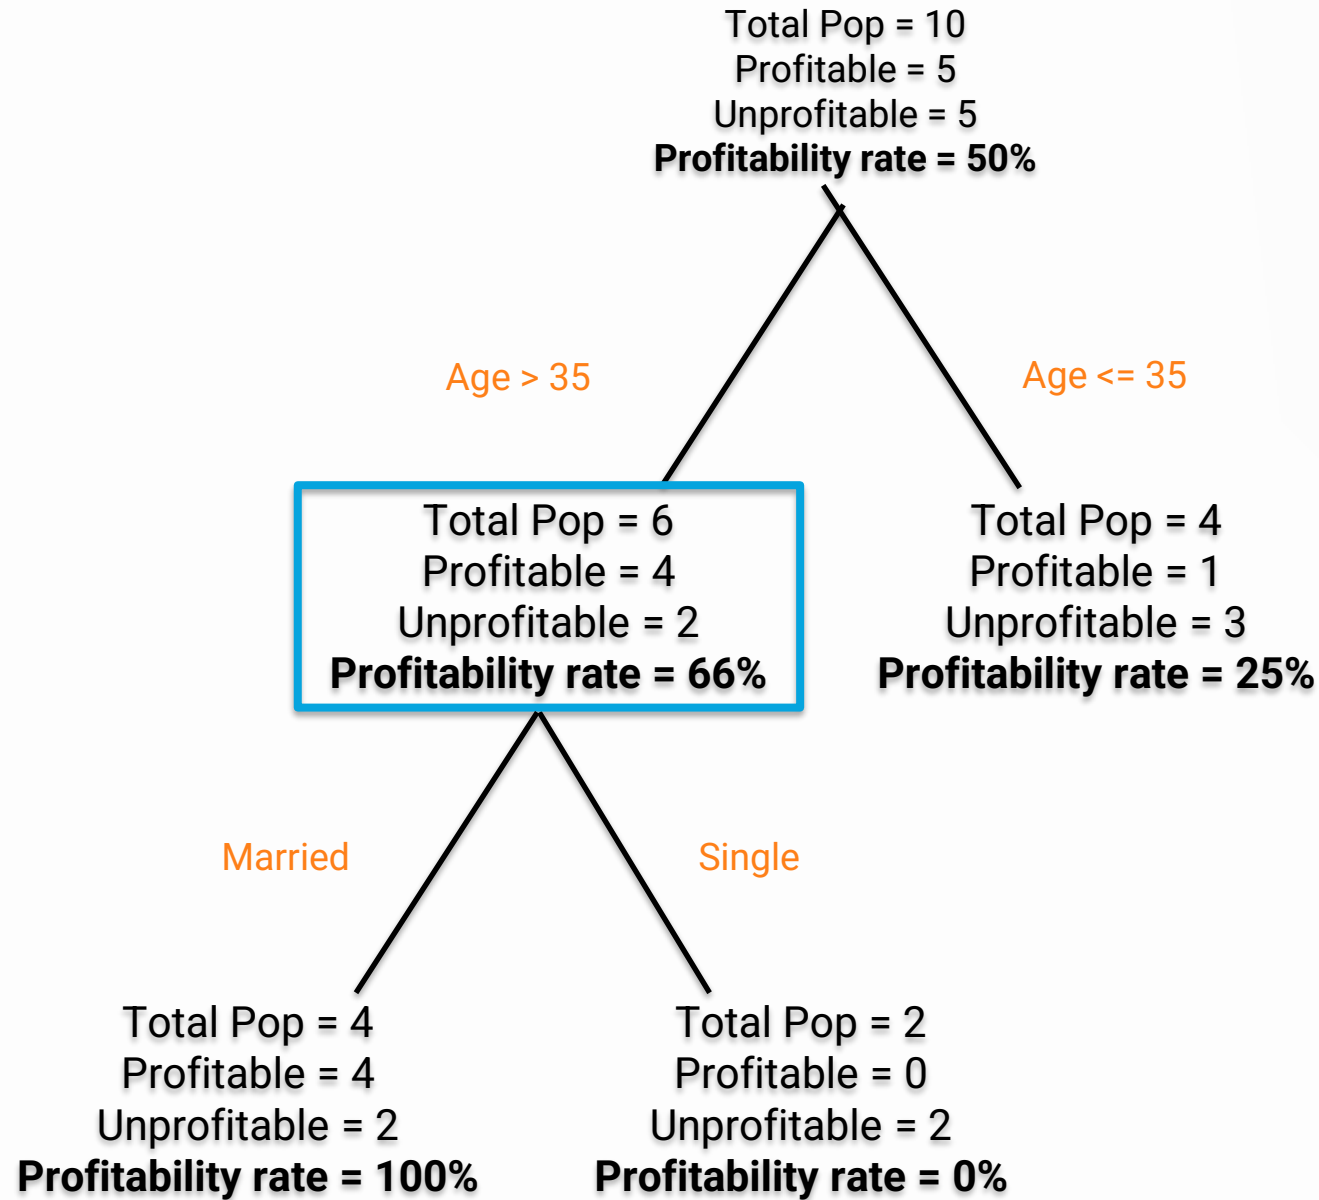 Total Pop = 10
Profitable = 5
Unprofitable = 5
Profitability rate = 50%
Age > 35
Age <= 35
Total Pop = 6
Profitable = 4
Unprofitable = 2
Profitability rate = 66%
Total Pop = 4
Profitable = 1
Unprofitable = 3
Profitability rate = 25%
Married
Single
Total Pop = 4
Profitable = 4
Unprofitable = 2
Profitability rate = 100%
Total Pop = 2
Profitable = 0
Unprofitable = 2
Profitability rate = 0%